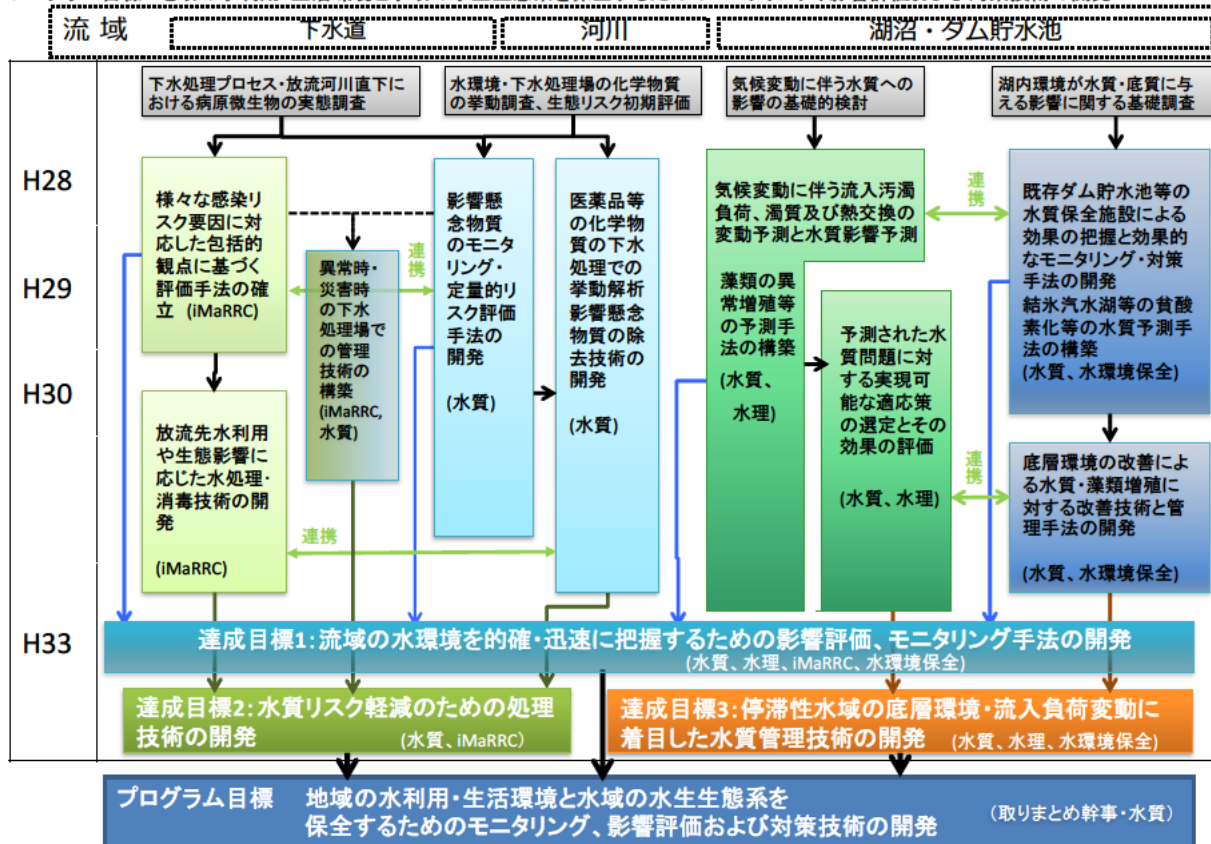 流域
下水道
河川
湖沼・ダム貯水池
下水処理プロセス・放流河川直下に
おける病原微生物の実態調査
水環境・下水処理場の化学物質
の挙動調査、生態リスク初期評価
気候変動に伴う水質への
影響の基礎的検討
湖内環境が水質・底質に与
える影響に関する基礎調査
H28
H29
H30
H33
様々な感染リ
スク要因に対
応した包括的
観点に基づく
評価手法の確
立 (iMaRRC)
異常時・
災害時
の下水
処理場で
の管理
技術の
構築
(iMaRRC,
水質)
連携
影響懸
念物質
のモニタ
リング・
定量的リ
スク評価
手法の
開発
(水質)
医薬品等
の化学物
質の下水
処理での
挙動解析
影響懸念
物質の除
去技術の
開発
(水質)
気候変動に伴う流入汚濁
負荷、濁質及び熱交換の
変動予測と水質影響予測
藻類の異
常増殖等
の予測手
法の構築
(水質、
水理)
連携
既存ダム貯水池等の
水質保全施設による
効果の把握と効果的
なモニタリング・対策
手法の開発
結氷汽水湖等の貧酸
素化等の水質予測手
法の構築
(水質、水環境保全)
予測された水
質問題に対
する実現可
能な適応策
の選定とその
効果の評価
(水質、水理)
放流先水利用
や生態影響に
応じた水処理・
消毒技術の開
発
(iMaRRC)
連携
連携
底層環境の改善によ
る水質・藻類増殖に
対する改善技術と管
理手法の開発
(水質、水環境保全)
達成目標1:流域の水環境を的確・迅速に把握するための影響評価、モニタリング手法の開発
(水質、水理、iMaRRC、水環境保全)
達成目標2:水質リスク軽減のための処理
技術の開発 (水質、iMaRRC)
達成目標3:停滞性水域の底層環境・流入負荷変動に
着目した水質管理技術の開発 (水質、水理、水環境保全)
プログラム目標 地域の水利用・生活環境と水域の水生生態系を
保全するためのモニタリング、影響評価および対策技術の開発
(取りまとめ幹事・水質)